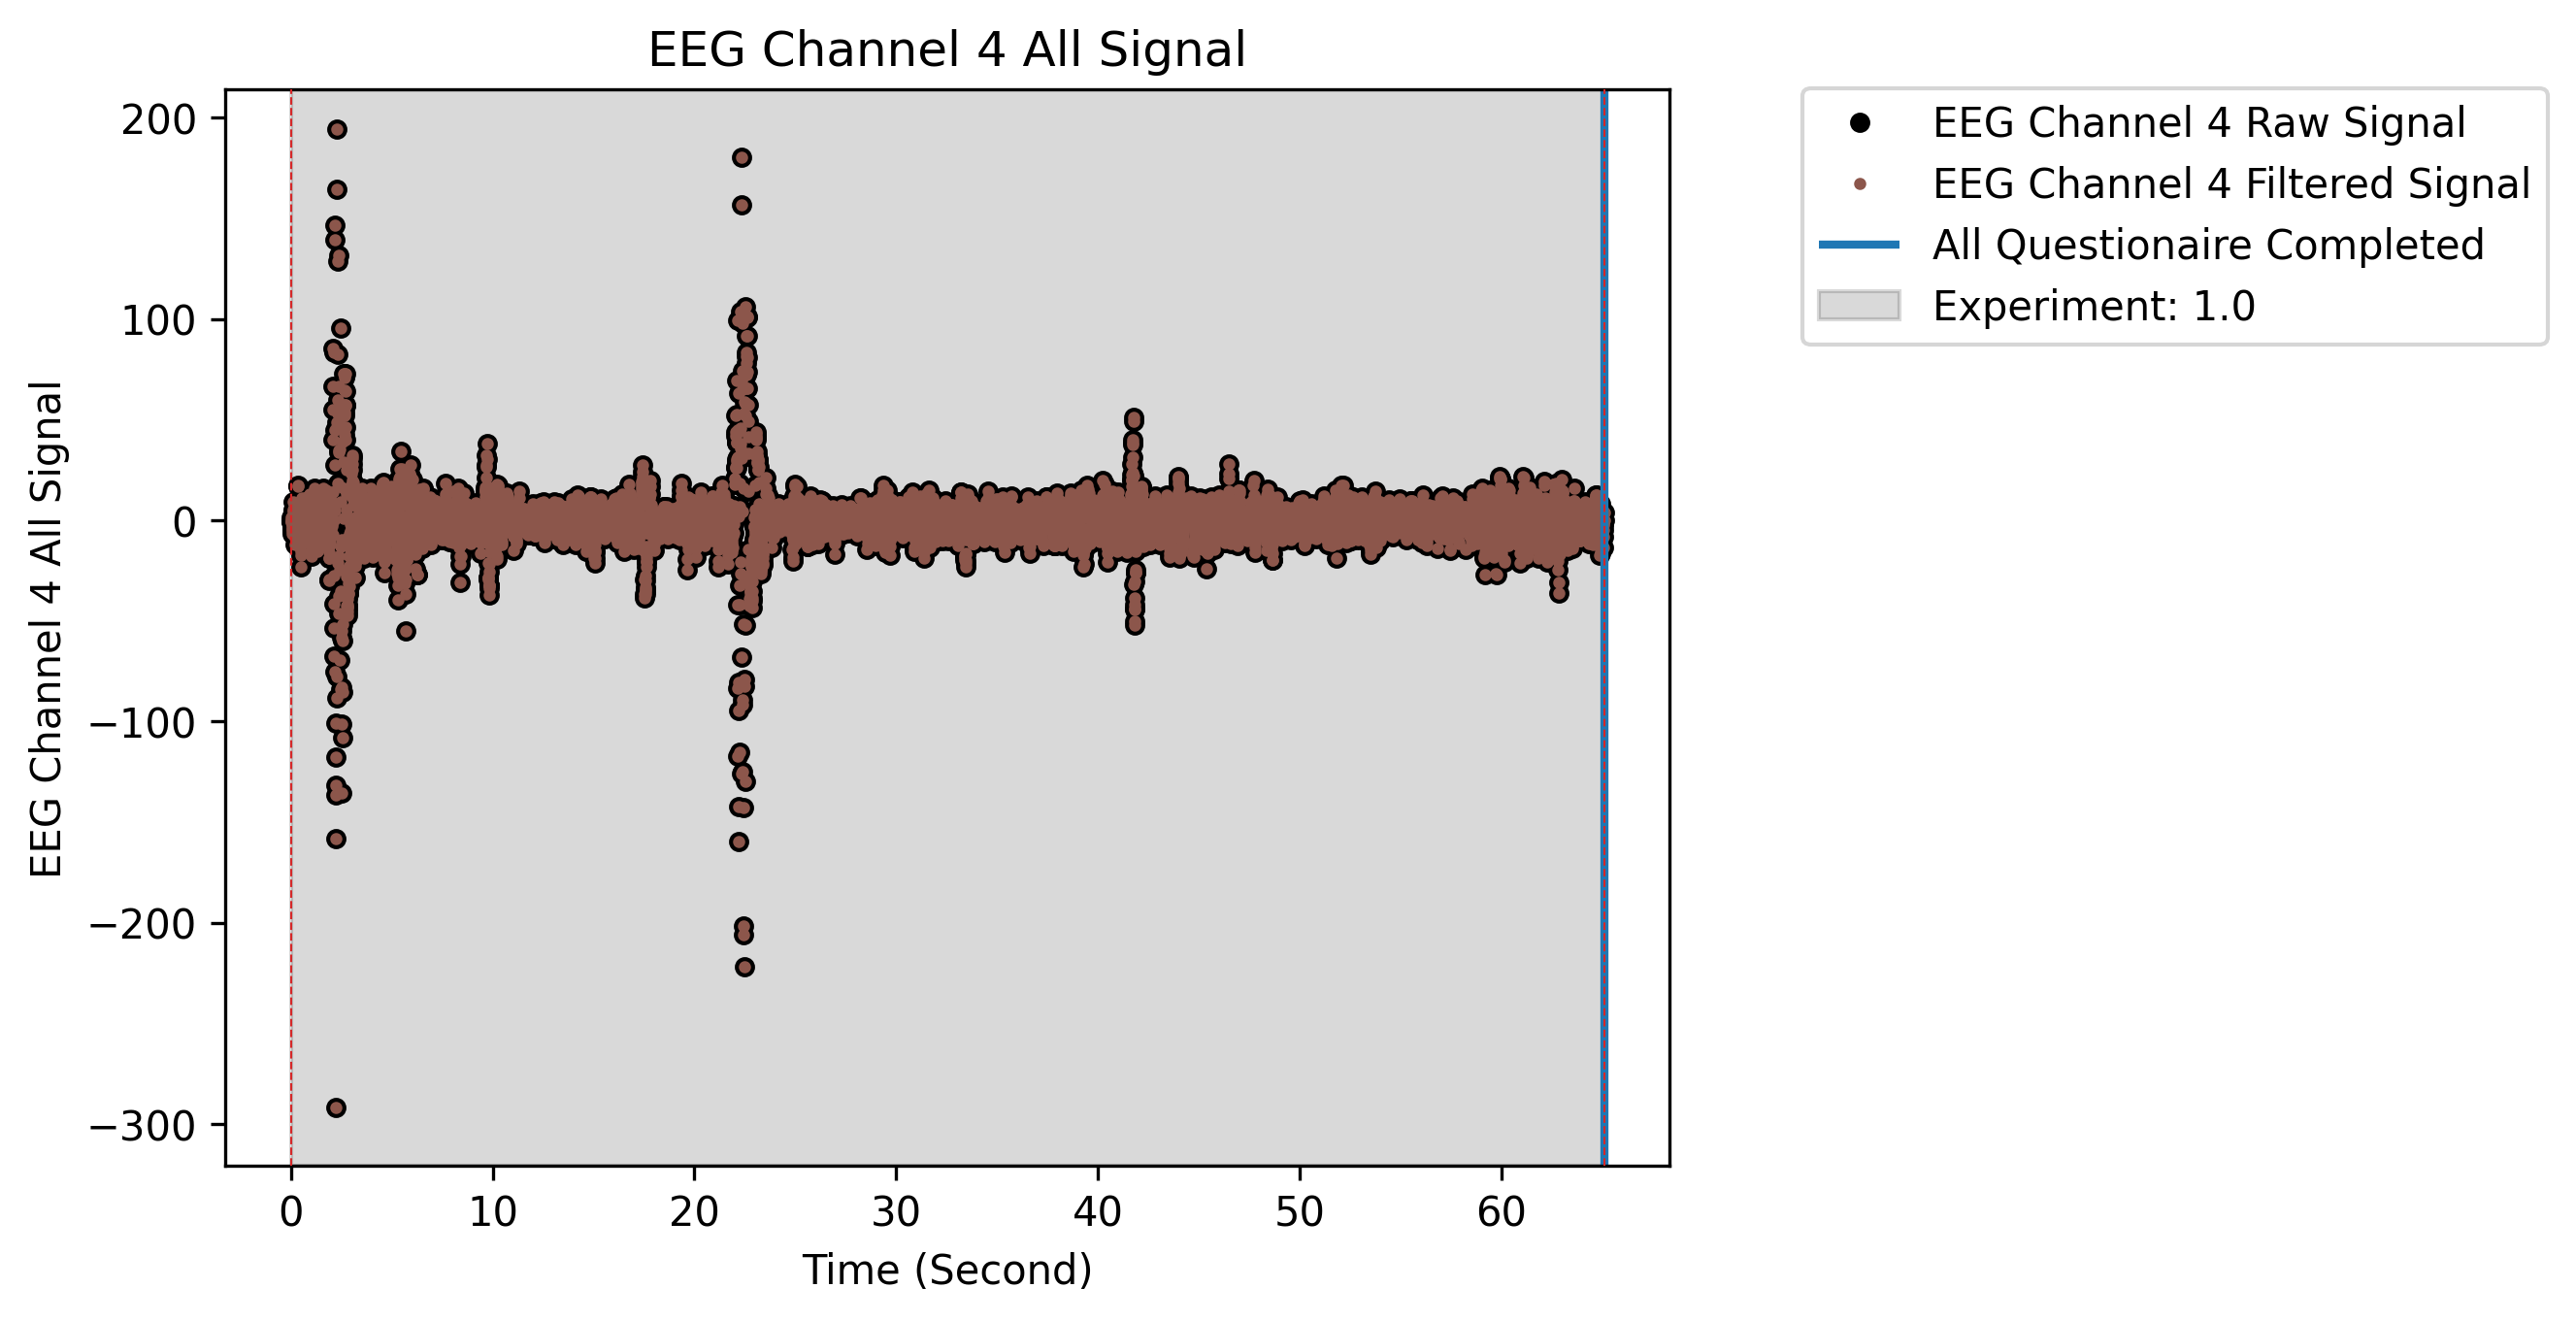 EEG Channel 4 All Signal
EEG Channel 4 All Signal
200
100
0
−100
−200
−300
0 10 20 30 40 50 60
Time (Second)
EEG Channel 4 Raw Signal
EEG Channel 4 Filtered Signal
All Questionaire Completed
Experiment: 1.0